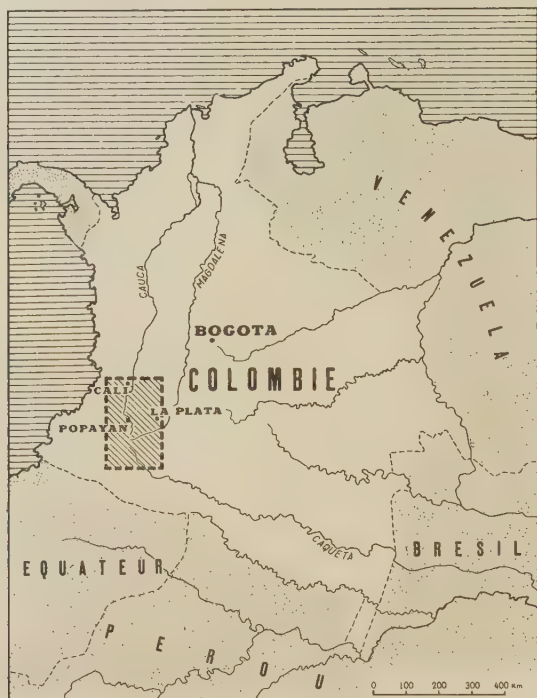 VENEZUELA
CAUCA
MAGDALENA
BOGOTA
COLOMBIE
CALI
LA PLATA
POPAYAN
CAQUETA
BRESIL
EQUATEUR
PEROU
0 100 200 300 400 KM